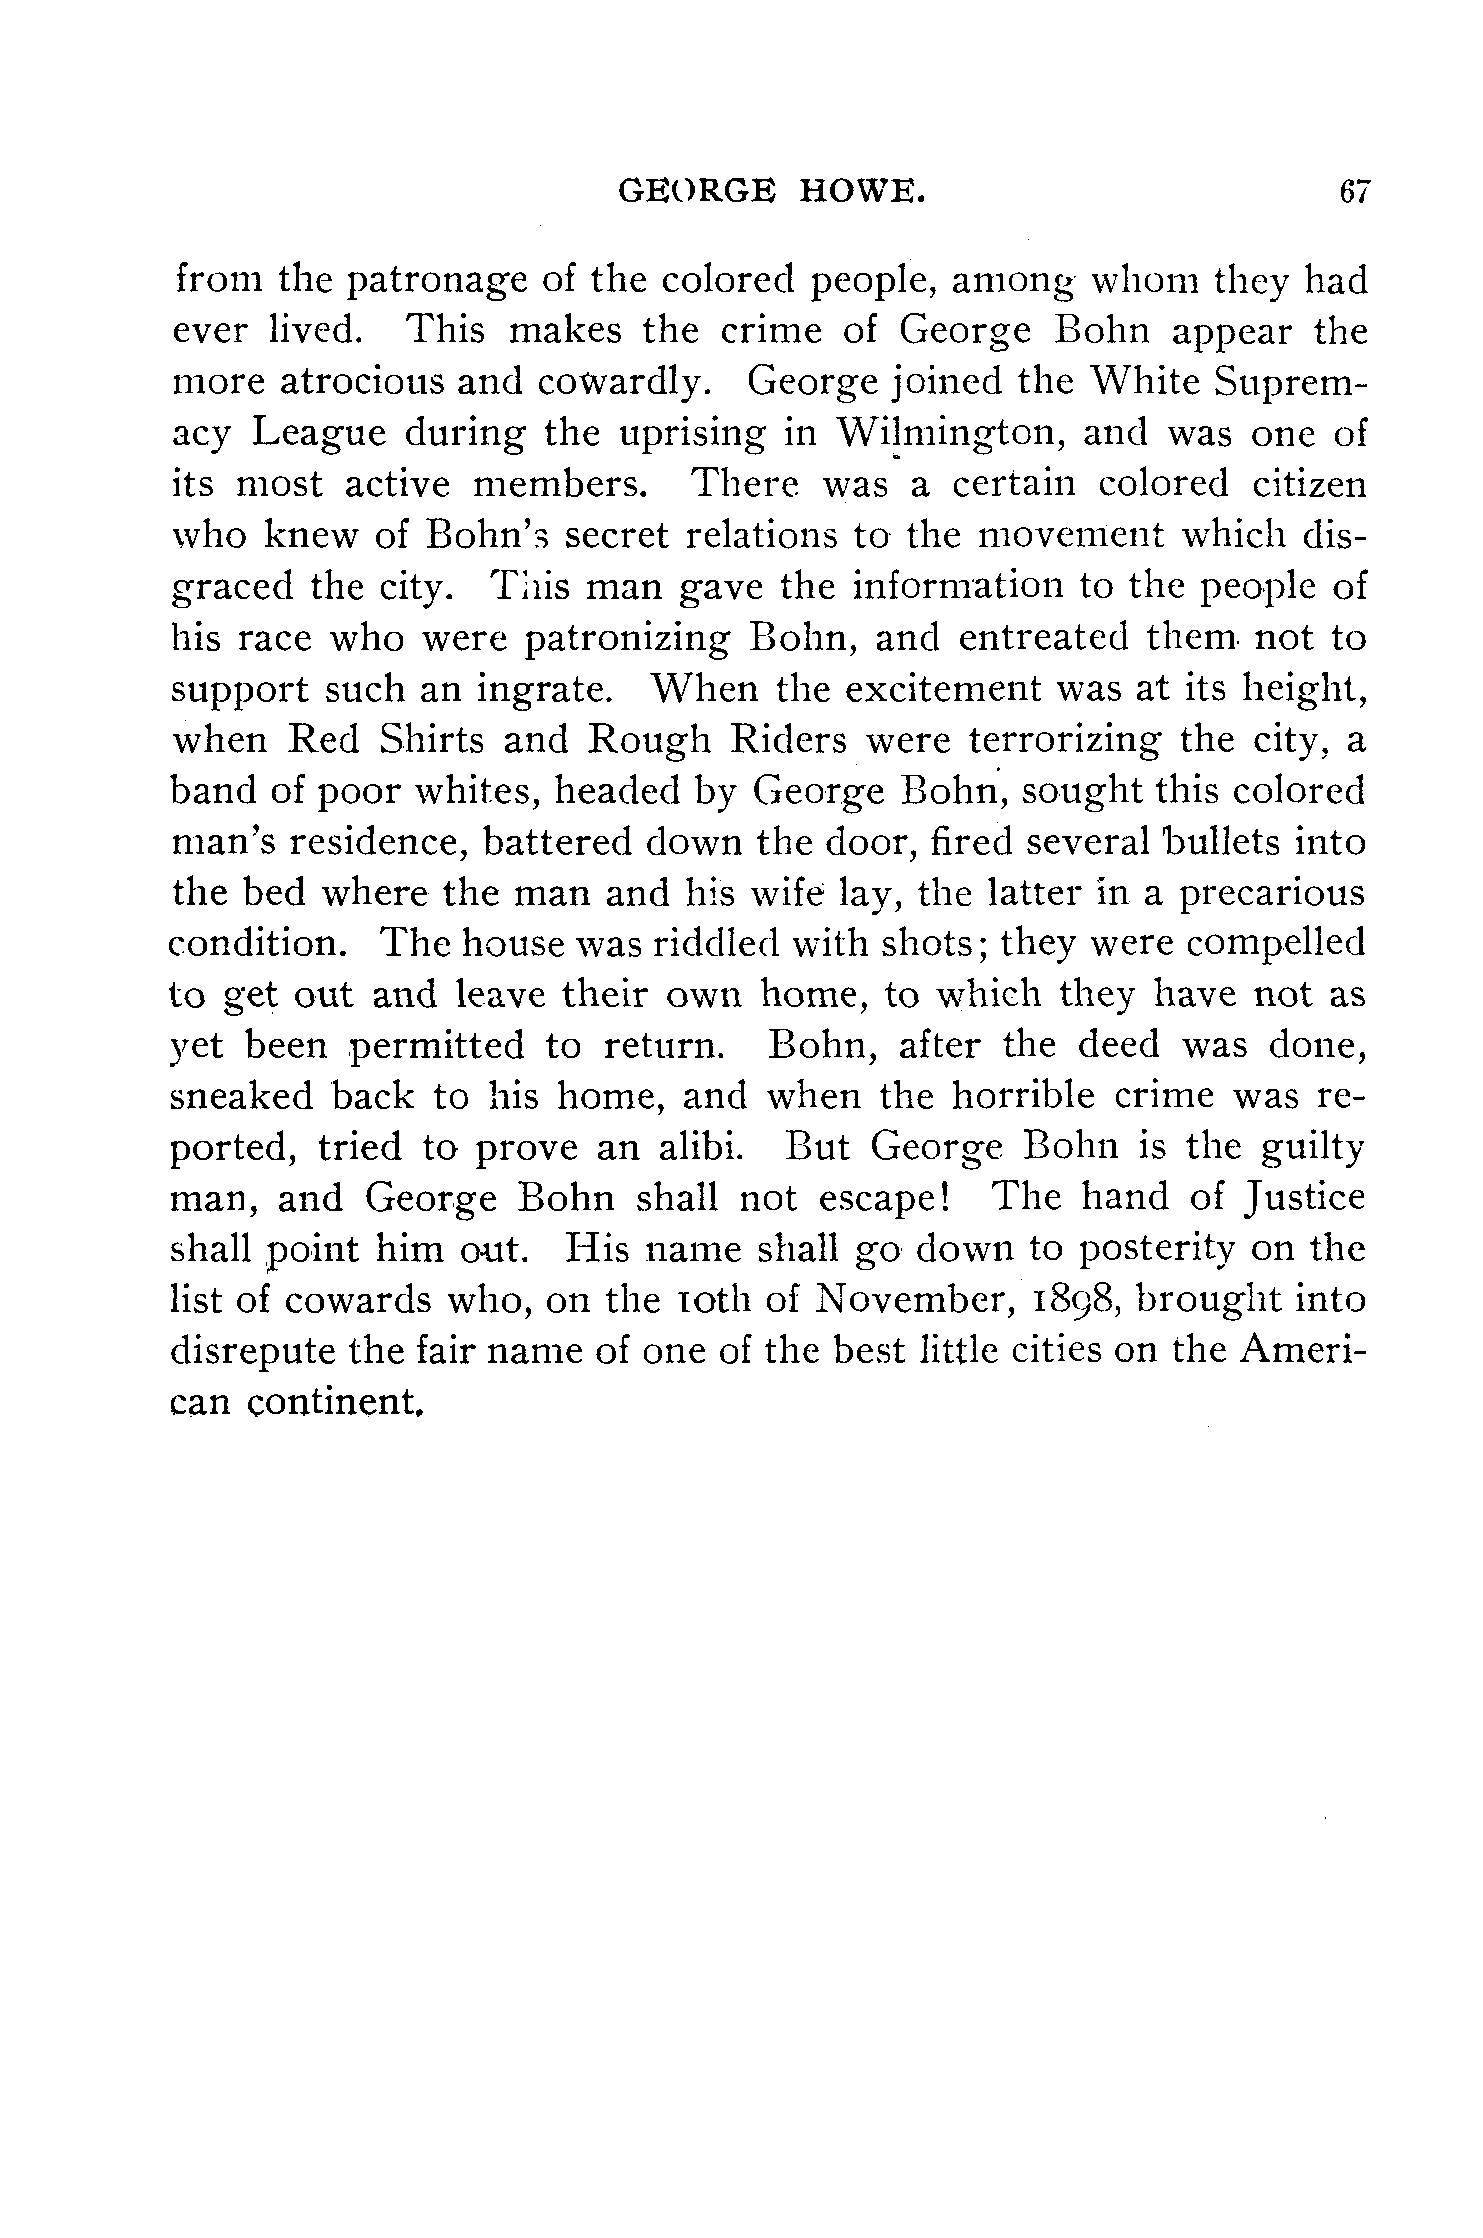 GEORGE HOWE. 67
from the patronage of the colored people, among whom they had
ever lived. This makes the crime of George Bohn appear the
more atrocious and cowardly. George joined the White Suprem-
acy League during the uprising in Wilmington, and was one of
its most active members. There was a certain colored citizen
who knew of Bohn's secret relations to the movement which dis-
graced the city. This man gave the information to the people of
his race who were patronizing Bohn, and entreated them not to
support such an ingrate. When the excitement was at its height,
when Red Shirts and Rough Riders were terrorizing the city, a
band of poor whites, headed by George Bohn, sought this colored
man's residence, battered down the door, fired several bullets into
the bed where the man and his wife lay, the latter in a precarious
condition. The house was riddled with shots; they were compelled
to get out and leave their own home, to which they have not as
yet been permitted to return. Bohn, after the deed was done,
sneaked back to his home, and when the horrible crime was re-
ported, tried to prove an alibi. But George Bohn is the guilty
man, and George Bohn shall not escape! The hand of Justice
shall point him out. His name shall go down to posterity on the
list of cowards who, on the 10th of November, 1898, brought into
disrepute the fair name of one of the best little cities on the Ameri-
can continent.